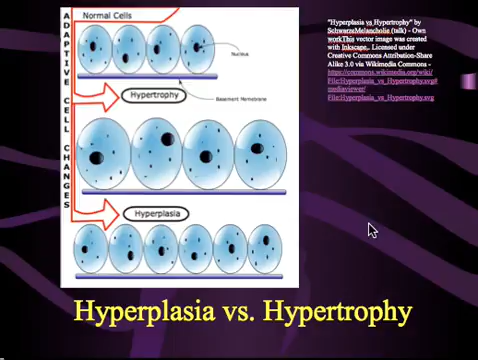 ADAPTIVE CELL CHANGES
Normal Cells
Nucleus
Hypertrophy
Basement Memebrane
Hyperplasia
"Hyperplasia vs Hypertrophy" by
SchwarzeMelancholie (talk) - Own
workThis vector image was created
with Inkscape.. Licensed under
Creative Commons Attribution-Share
Alike 3.0 via Wikimedia Commons -
https://commons.wikimedia.org/wiki/
File:Hyperplasia_vs_Hypertrophy.svg#
mediaviewer/
File:Hyperplasia_vs_Hypertrophy.svg
Hyperplasia vs. Hypertrophy